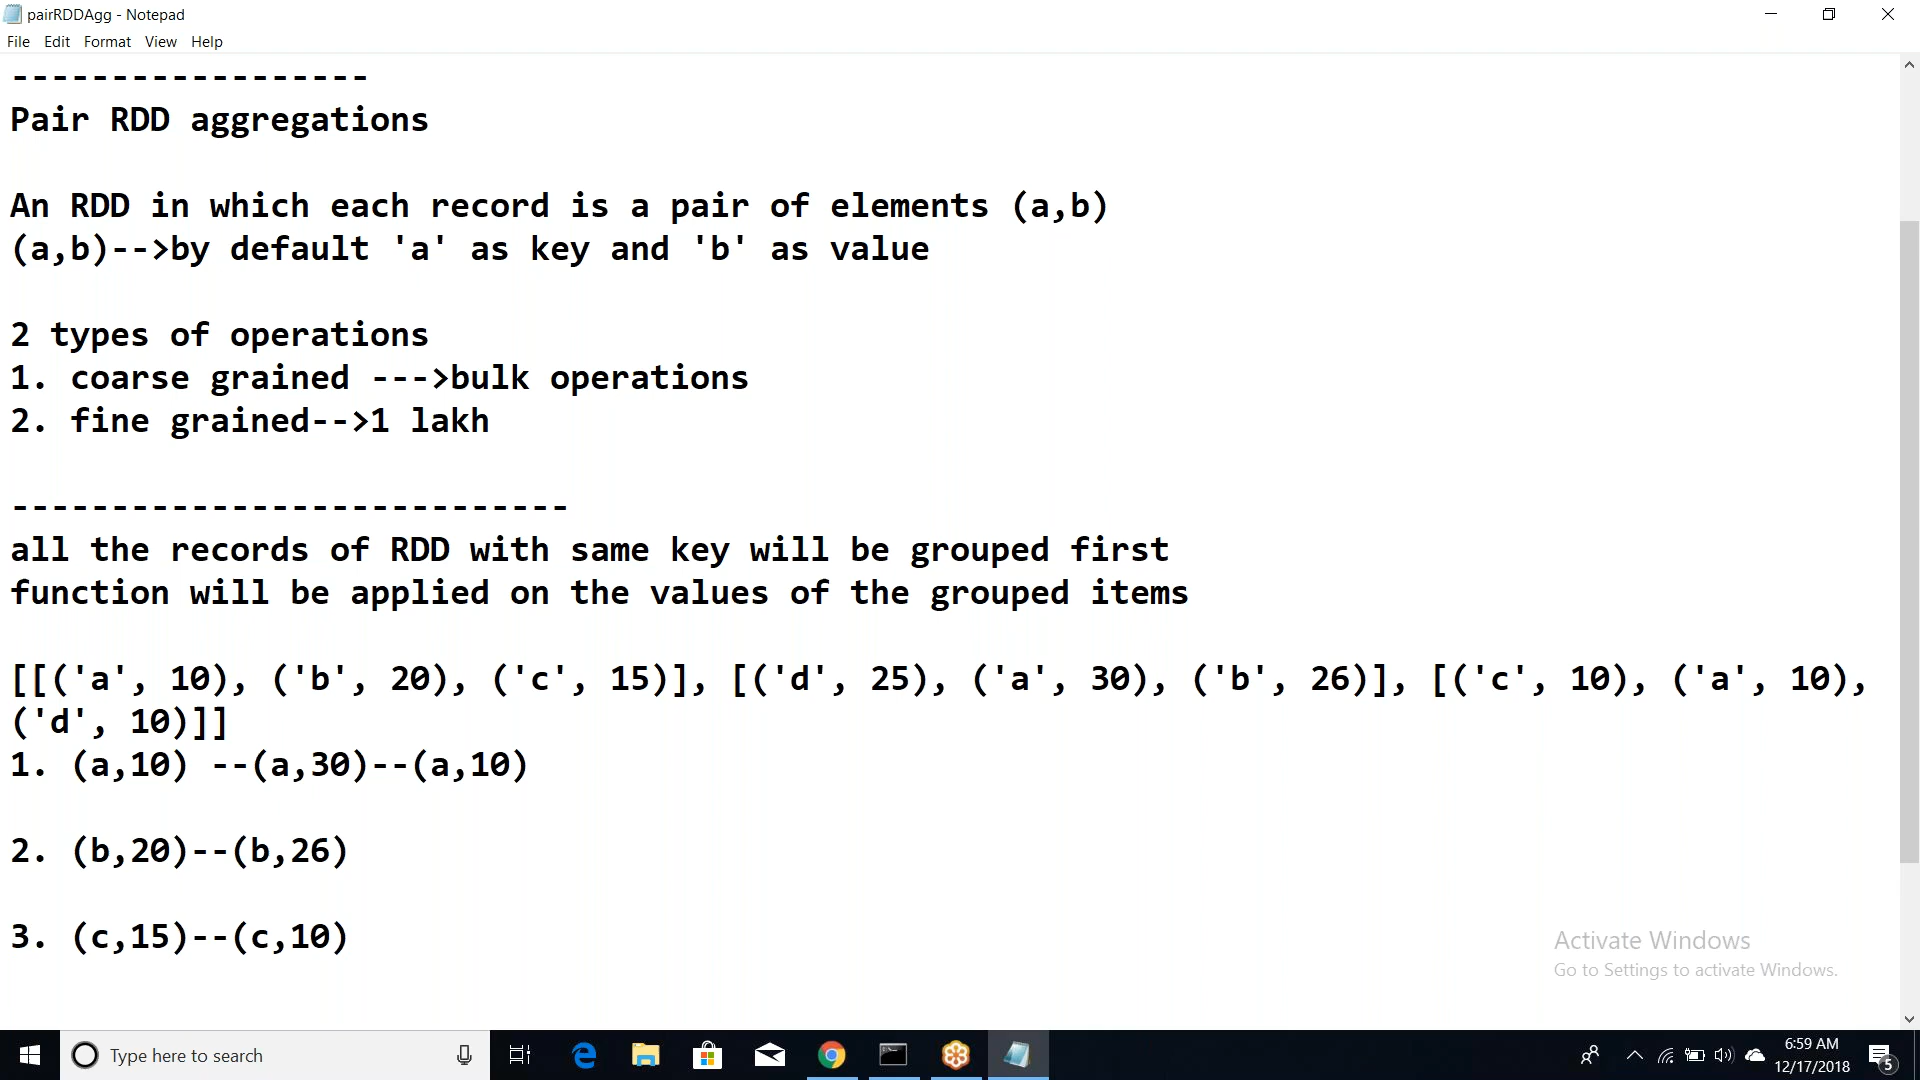 pairRDDAgg - Notepad
File Edit Format View Help
------------------
Pair RDD aggregations
An RDD in which each record is a pair of elements (a,b)
(a,b)-->by default 'a' as key and 'b' as value
2 types of operations
1. coarse grained --->bulk operations
2. fine grained-->1 lakh
----------------------------
all the records of RDD with same key will be grouped first
function will be applied on the values of the grouped items
[[('a', 10), ('b', 20), ('c', 15)], [('d', 25), ('a', 30), ('b', 26)], [('c', 10), ('a', 10),
('d', 10)]]
1. (a,10) --(a,30)--(a,10)
2. (b,20)--(b,26)
3. (c,15)--(c,10)
Activate Windows
Go to Settings to activate Windows.
Type here to search
6:59 AM
12/17/2018
5